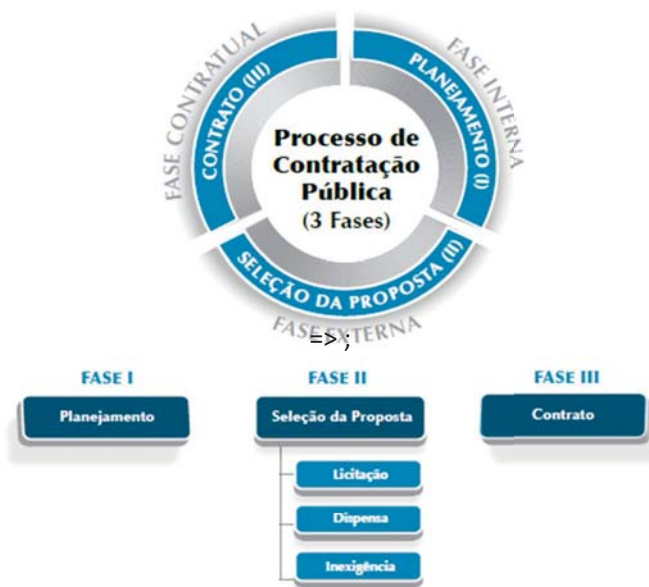 FASE CONTRATUAL
CONTRATO (III)
FASE INTERNA
PLANEJAMENTO (I)
Processo de
Contratação
Pública
(3 Fases)
SELEÇÃO DA PROPOSTA (II)
FASE EXTERNA
=>;
FASE I
FASE II
FASE III
Planejamento
Seleção da Proposta
Contrato
Licitação
Dispensa
Inexigência